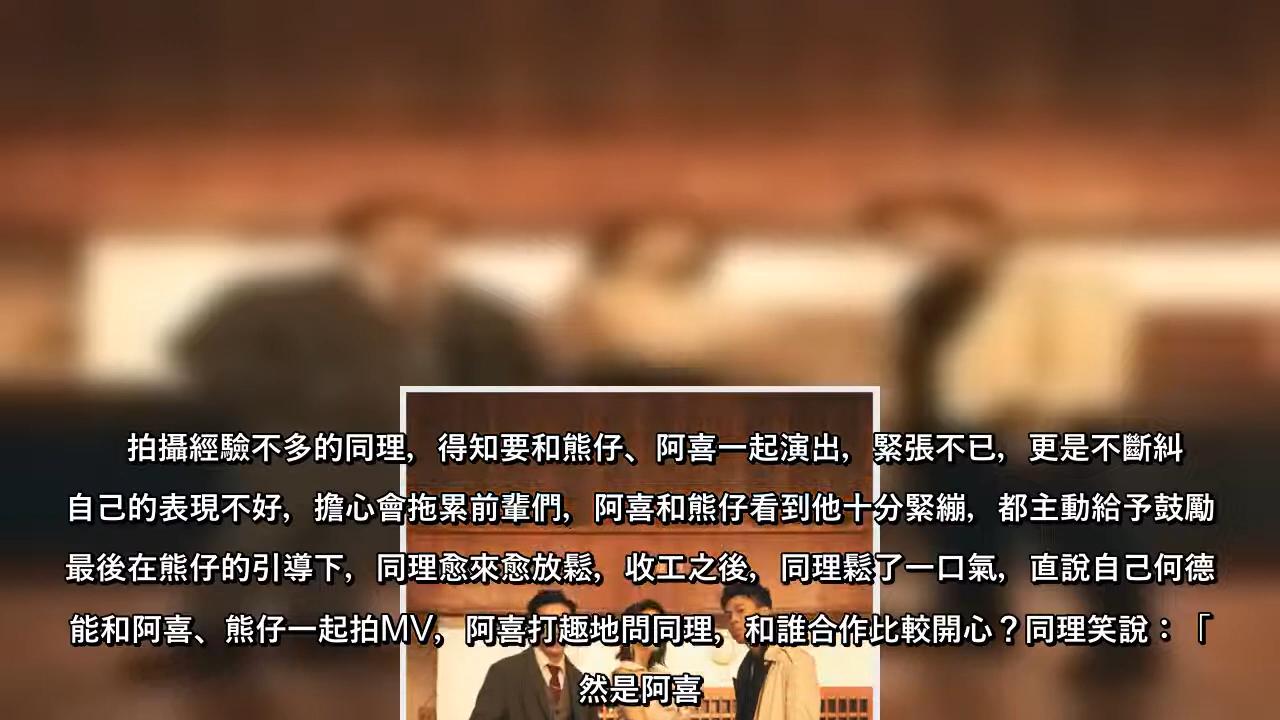 拍攝經驗不多的同理，得知要和熊仔、阿喜一起演出，緊張不已，更是不斷糾
自己的表現不好，擔心會拖累前輩們，阿喜和熊仔看到他十分緊繃，都主動給予鼓勵
最後在熊仔的引導下，同理愈來愈放鬆，收工之後，同理鬆了一口氣，直說自己何德
能和阿喜、熊仔一起拍MV，阿喜打趣地問同理，和誰合作比較開心？同理笑說：「
然是阿喜